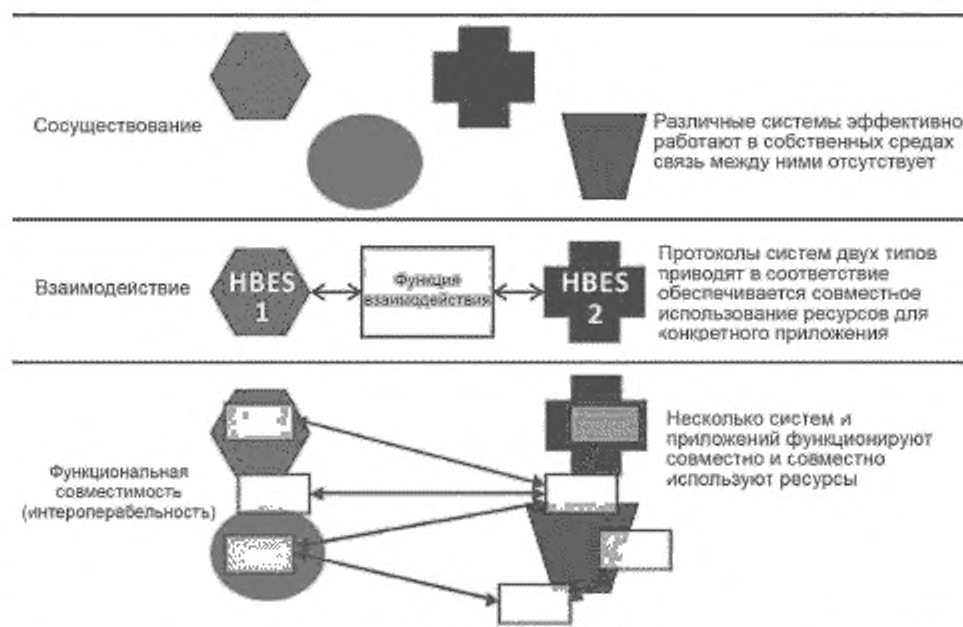 Сосуществование
Различные системы эффективно
работают в собственных средах
связь между ними отсутствует
Взаимодействие
HBES
1
Функция
взаимодействия
HBES
2
Протоколы систем двух типов
приводят в соответствие
обеспечивается совместное
использование ресурсов для
конкретного приложения
Функциональная
совместимость
(интероперабельность)
Несколько систем и
приложений функционируют
совместно и совместно
используют ресурсы